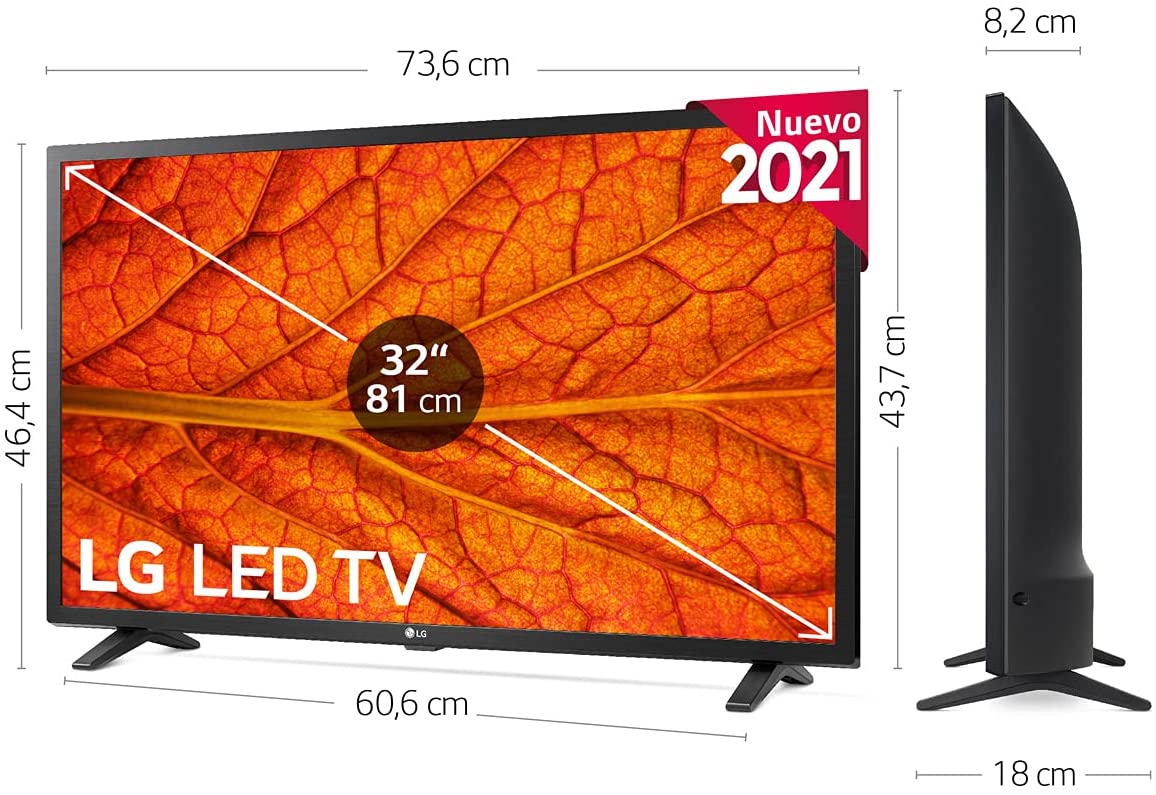 8,2 cm
73,6 cm
Nuevo
2021
46,4 cm
32“
81 cm
43,7 cm
LG LED TV
LG
60,6 cm
18 cm